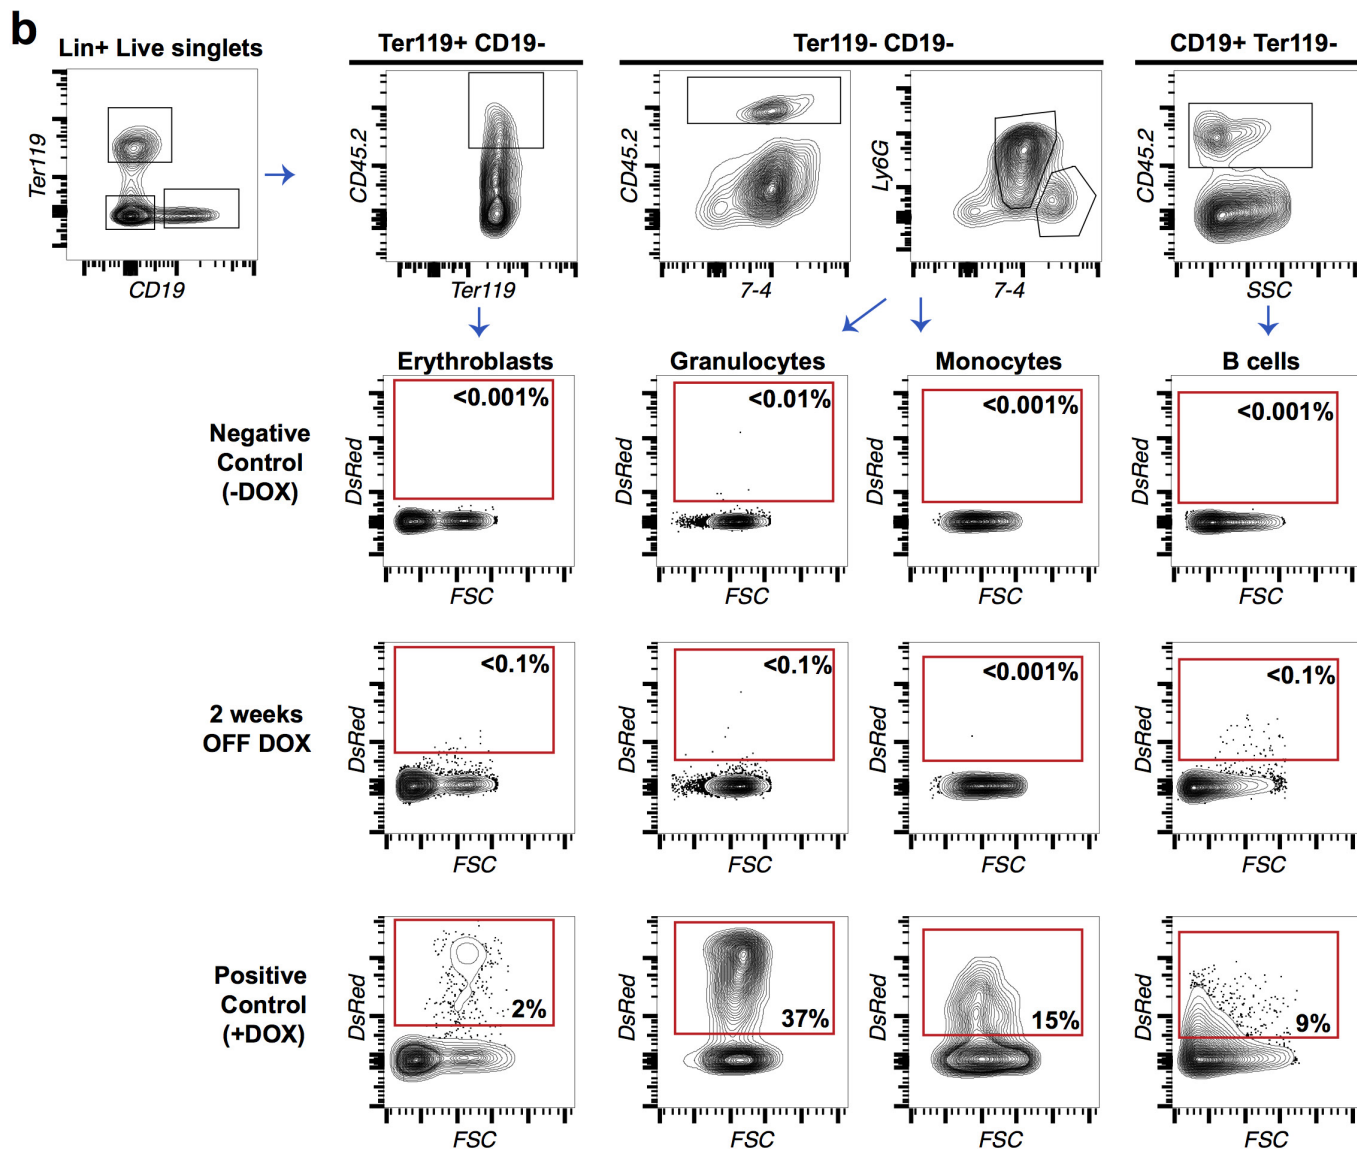 b
Lin+ Live singlets
Ter119+ CD19-
Ter119- CD19-
CD19+ Ter119-
Ter119
CD19
CD45.2
Ter119
CD45.2
7-4
Ly6G
7-4
CD45.2
SSC
Erythroblasts
Granulocytes
Monocytes
B cells
Negative
Control
(-DOX)
DsRed
<0.001%
FSC
DsRed
<0.01%
FSC
DsRed
<0.001%
FSC
DsRed
<0.001%
FSC
2 weeks
OFF DOX
DsRed
<0.1%
FSC
DsRed
<0.1%
FSC
DsRed
<0.001%
FSC
DsRed
<0.1%
FSC
Positive
Control
(+DOX)
DsRed
2%
FSC
DsRed
37%
FSC
DsRed
15%
FSC
DsRed
9%
FSC